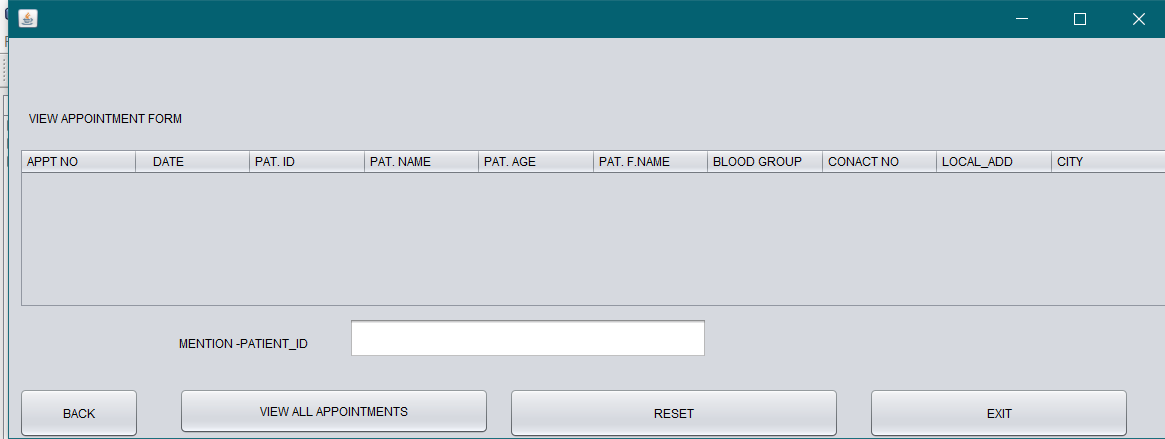 VIEW APPOINTMENT FORM
APPT NO DATE PAT. ID PAT. NAME PAT. AGE PAT. F.NAME BLOOD GROUP CONACT NO LOCAL_ADD CITY
MENTION -PATIENT_ID
BACK VIEW ALL APPOINTMENTS RESET EXIT